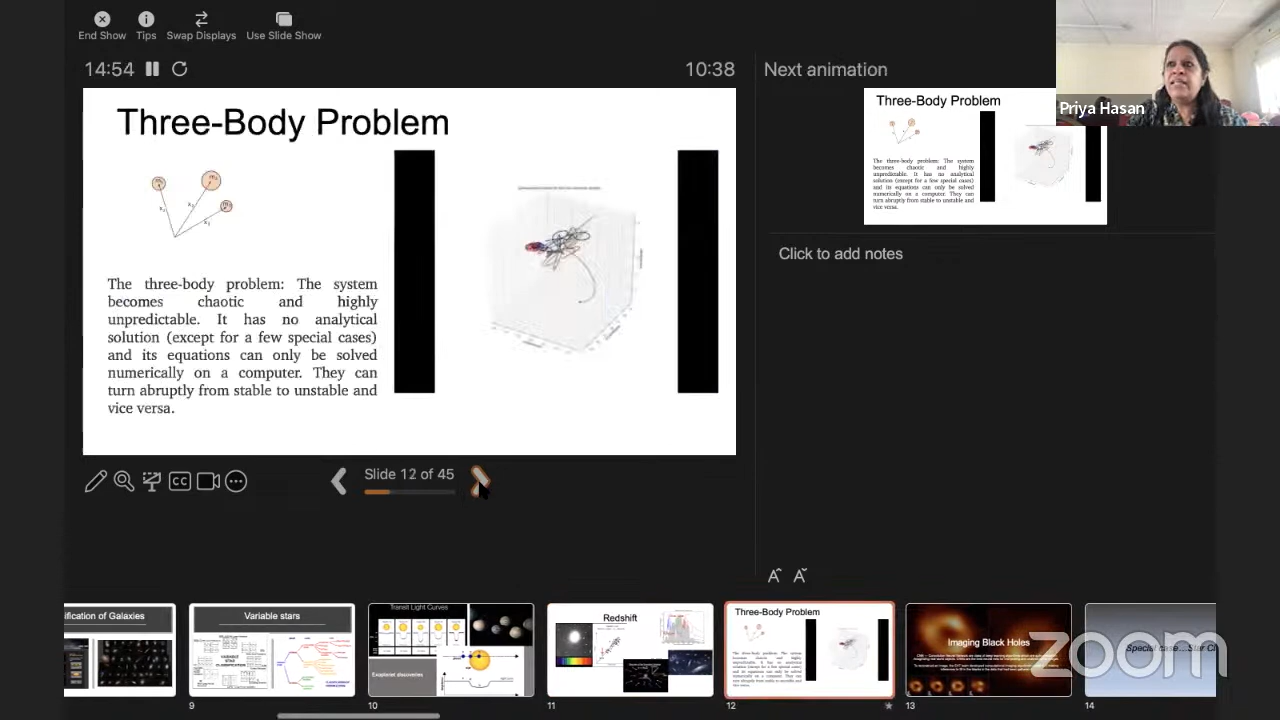 End Show
Tips
Swap Displays
Use Slide Show
14:54
10:38
Next animation
Priya Hasan
Three-Body Problem
The three-body problem: The system
becomes chaotic and highly
unpredictable. It has no analytical
solution (except for a few special cases)
and its equations can only be solved
numerically on a computer. They can
turn abruptly from stable to unstable and
vice versa.
Three-Body Problem
The three-body problem: The system
becomes chaotic and highly
unpredictable. It has no analytical
solution (except for a few special cases)
and its equations can only be solved
numerically on a computer. They can
turn abruptly from stable to unstable and
vice versa.
Click to add notes
Slide 12 of 45
CC
ification of Galaxies
Variable stars
Transit Light Curves
Exoplanet discoveries
Redshift
Three-Body Problem
Imaging Black Holes
Special case...Star Cl
zoom
9
10
11
12
13
14